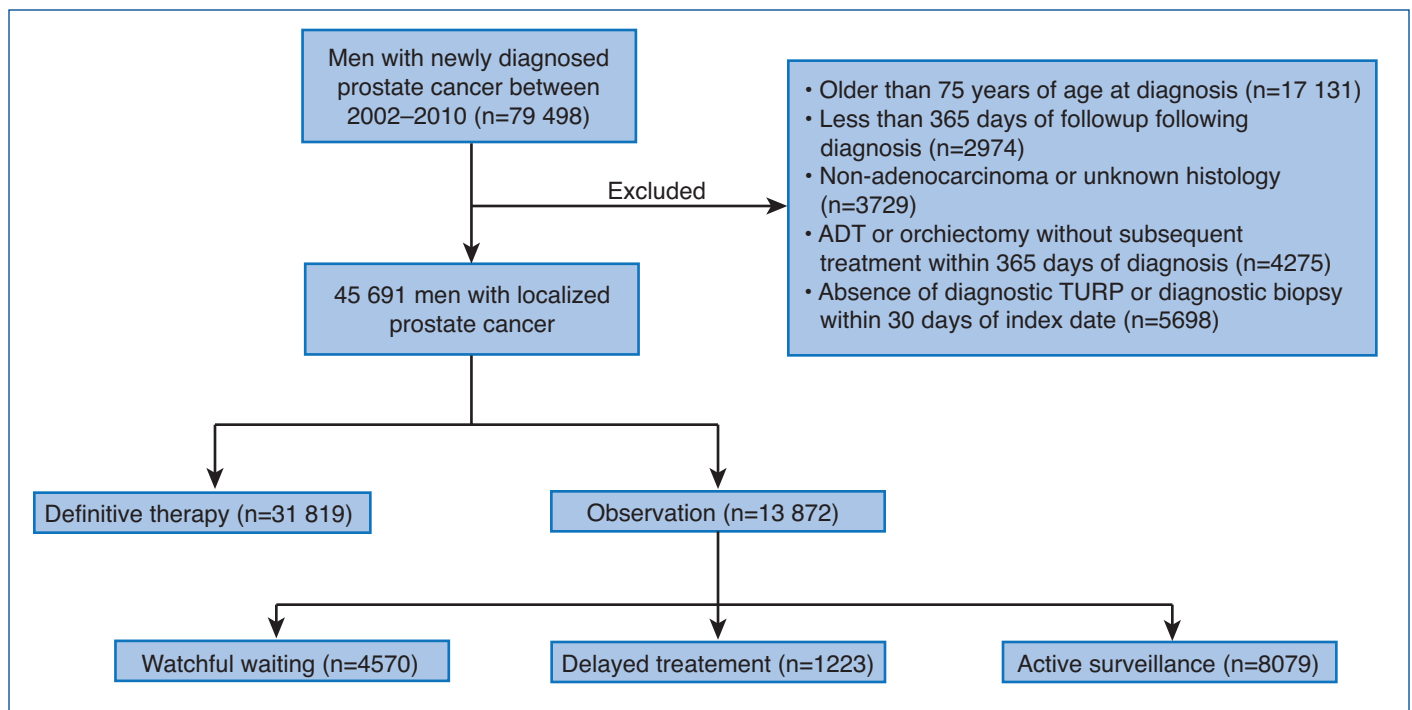 Men with newly diagnosed
prostate cancer between
2002–2010 (n=79 498)
Excluded
• Older than 75 years of age at diagnosis (n=17 131)
• Less than 365 days of followup following
diagnosis (n=2974)
• Non-adenocarcinoma or unknown histology
(n=3729)
• ADT or orchiectomy without subsequent
treatment within 365 days of diagnosis (n=4275)
• Absence of diagnostic TURP or diagnostic biopsy
within 30 days of index date (n=5698)
45 691 men with localized
prostate cancer
Definitive therapy (n=31 819)
Observation (n=13 872)
Watchful waiting (n=4570)
Delayed treatement (n=1223)
Active surveillance (n=8079)